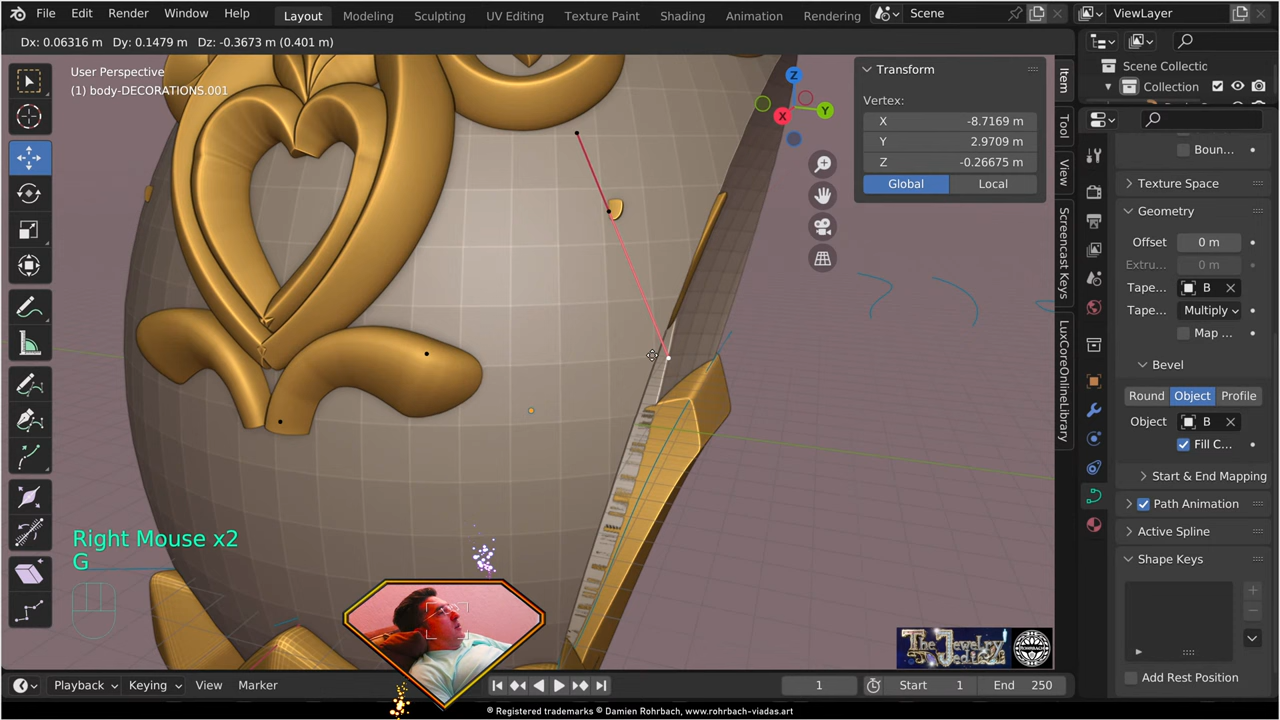 File Edit Render Window Help Layout Modeling Sculpting UV Editing Texture Paint Shading Animation Rendering Scene ViewLayer
Dx: 0.06316 m Dy: 0.1479 m Dz: -0.3673 m (0.401 m)
User Perspective
(1) body-DECORATIONS.001
Z
Y
X
Transform
Vertex:
X -8.7169 m
Y 2.9709 m
Z -0.26675 m
Global Local
Item
Tool
View
Screencast Keys
LuxCoreOnlineLibrary
Scene Collectic
Collection
Boun...
Texture Space
Geometry
Offset 0 m
Extru... 0 m
Tape... B
Tape... Multiply
Map ...
Bevel
Round Object Profile
Object B
Fill C...
Start & End Mapping
Path Animation
Active Spline
Shape Keys
Add Rest Position
Right Mouse x2
G
The Jewelry
ROHRBACH
Playback Keying View Marker 1 Start 1 End 250
® Registered trademarks © Damien Rohrbach, www.rohrbach-viadas.art